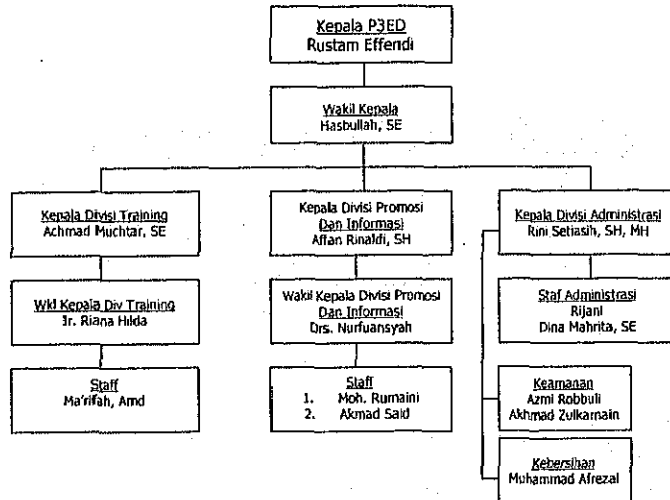 Kepala P3ED
Rustam Effendi
Wakil Kepala
Hasbullah, SE
Kepala Divisi Training
Achmad Muchtar, SE
Kepala Divisi Promosi
Dan Informasi
Affan Rinaldi, SH
Kepala Divisi Administrasi
Rini Setiasih, SH, MH
Wkl Kepala Div Training
Ir. Riana Hilda
Wakil Kepala Divisi Promosi
Dan Informasi
Drs. Nurfuansyah
Staf Administrasi
Rijani
Dina Mahrita, SE
Staff
Ma'rifah, Amd
Staff
1. Moh. Rumaini
2. Akmad Said
Keamanan
Azmi Robbuli
Akhmad Zulkarnain
Kebersihan
Muhammad Afrezal